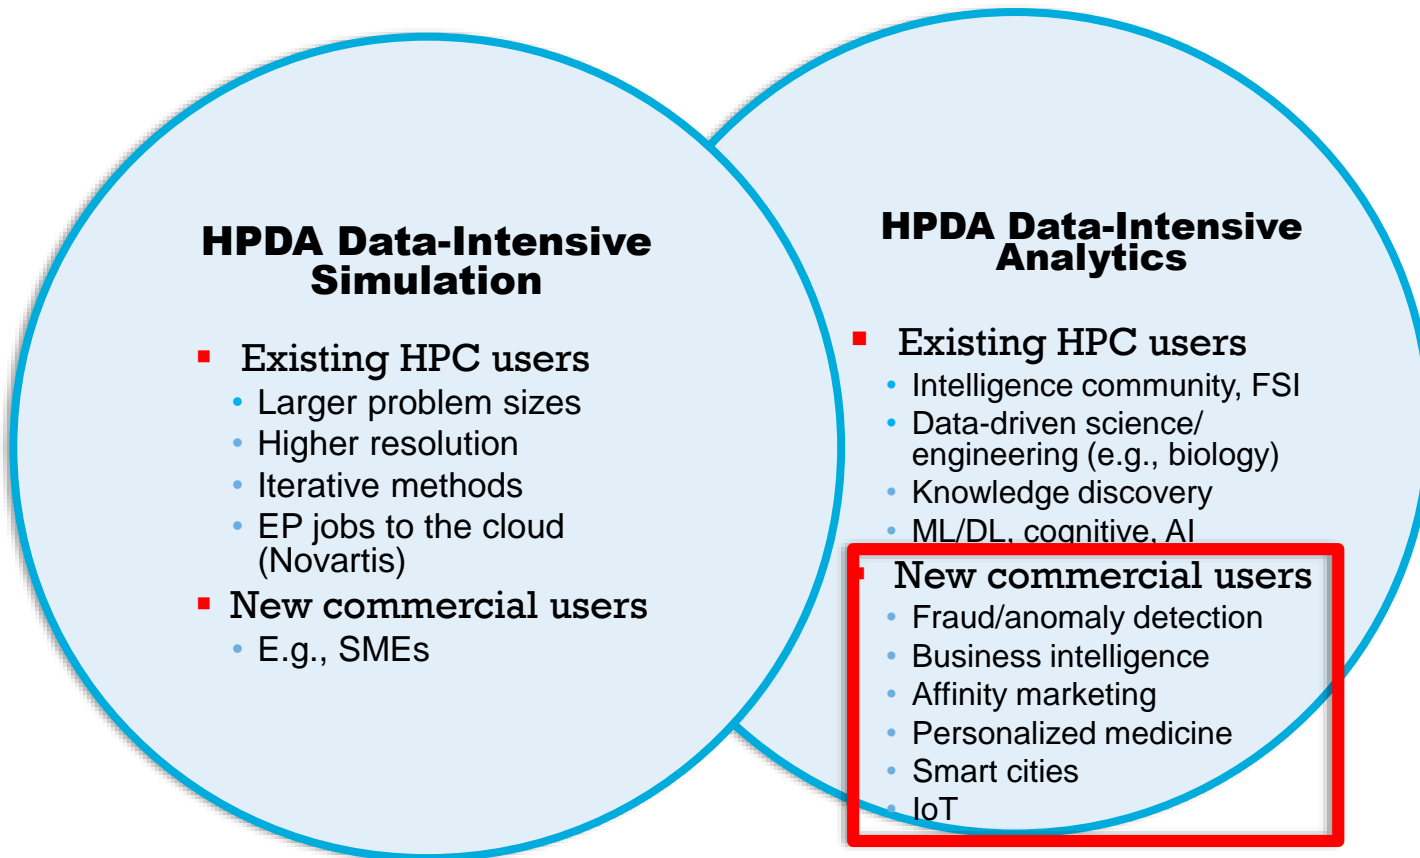 HPDA Data-Intensive
Simulation
▪ Existing HPC users
• Larger problem sizes
• Higher resolution
• Iterative methods
• EP jobs to the cloud
(Novartis)
▪ New commercial users
• E.g., SMEs
HPDA Data-Intensive
Analytics
▪ Existing HPC users
• Intelligence community, FSI
• Data-driven science/
engineering (e.g., biology)
• Knowledge discovery
• ML/DL, cognitive, AI
▪ New commercial users
• Fraud/anomaly detection
• Business intelligence
• Affinity marketing
• Personalized medicine
• Smart cities
• IoT